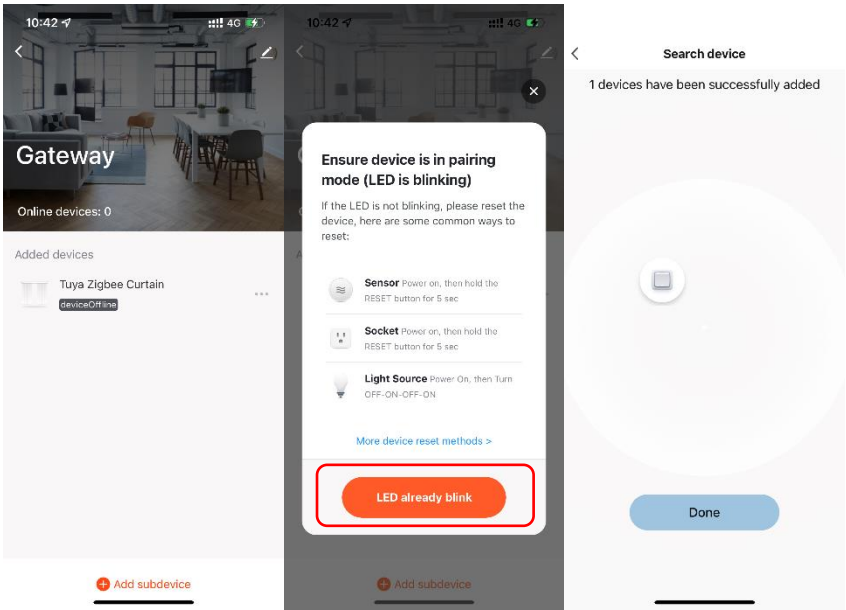 10:42
4G
Gateway
Online devices: 0
Added devices
Tuya Zigbee Curtain
deviceOffline
Add subdevice
10:42
4G
Ensure device is in pairing
mode (LED is blinking)
If the LED is not blinking, please reset the
device, here are some common ways to
reset:
Sensor Power on, then hold the
RESET button for 5 sec
Socket Power on, then hold the
RESET button for 5 sec
Light Source Power On, then Turn
OFF-ON-OFF-ON
More device reset methods >
LED already blink
Add subdevice
Search device
1 devices have been successfully added
Done